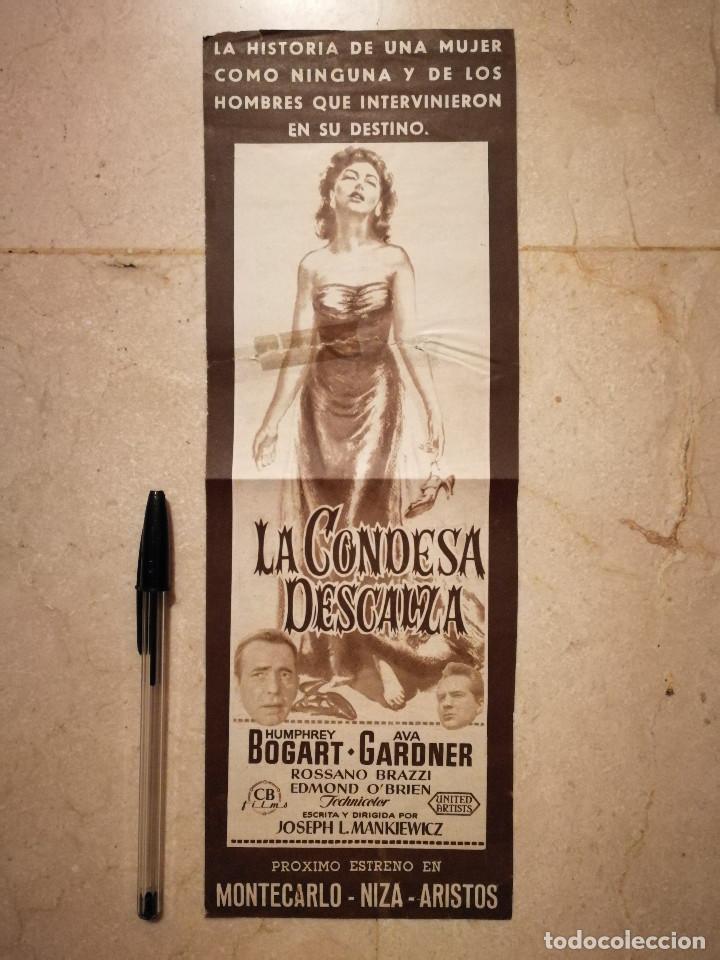 LA HISTORIA DE UNA MUJER
COMO NINGUNA Y DE LOS
HOMBRES QUE INTERVINIERON
EN SU DESTINO.
LA CONDESA
DESCALZA
HUMPHREY AVA
BOGART · GARDNER
ROSSANO BRAZZI
EDMOND O'BRIEN
Technicolor
CB
films
UNITED
ARTISTS
ESCRITA Y DIRIGIDA POR
JOSEPH L. MANKIEWICZ
PROXIMO ESTRENO EN
MONTECARLO - NIZA - ARISTOS
todocoleccion